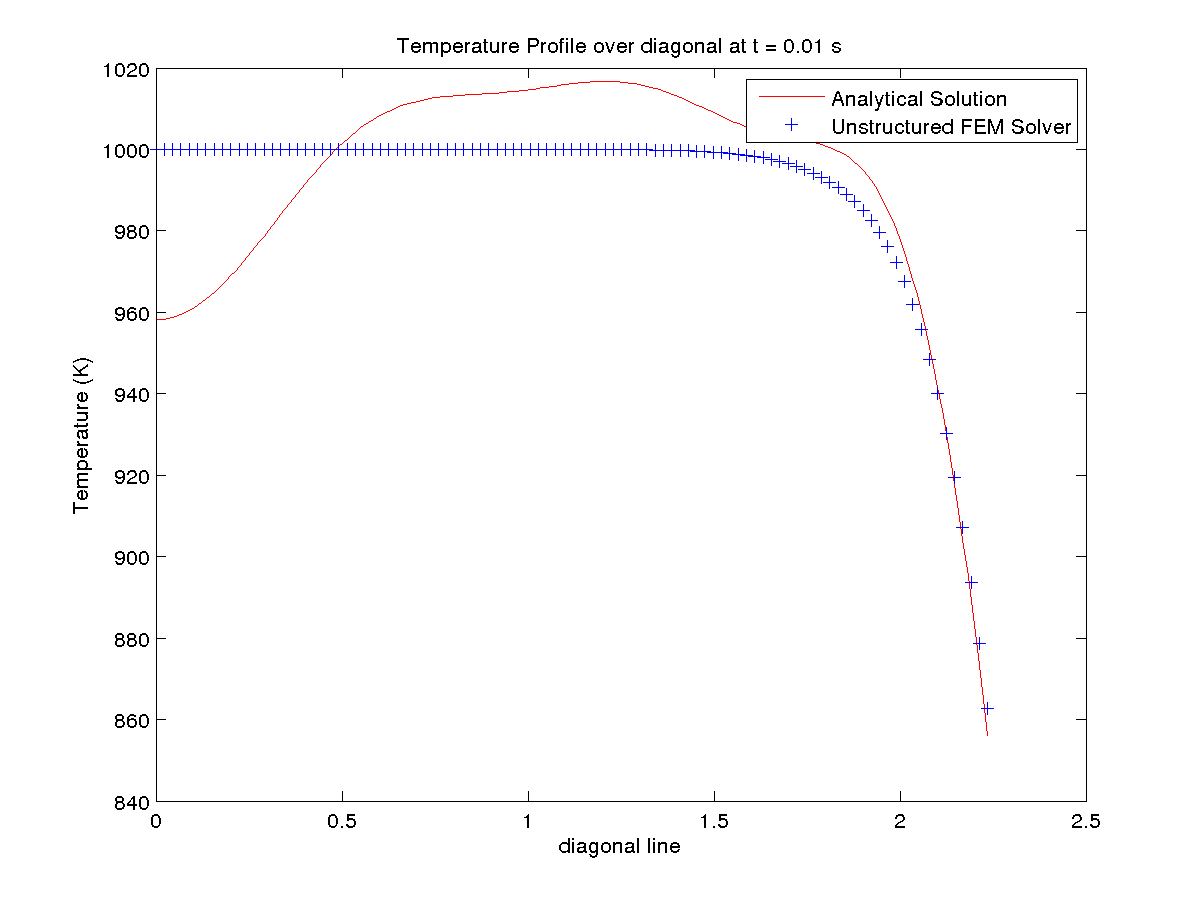 Temperature Profile over diagonal at t = 0.01 s
1020
1000
980
960
940
920
900
880
860
840
Temperature (K)
Analytical Solution
Unstructured FEM Solver
0 0.5 1 1.5 2 2.5
diagonal line